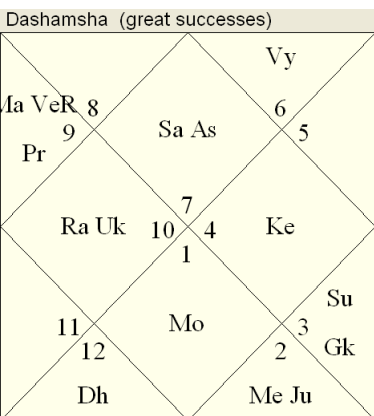 Dashamsha (great successes)
Vy
Ma VeR 8
6
9
Sa As
5
Pr
7
Ra Uk 10 4 Ke
1
Su
11
Mo
3
12
2
Gk
Dh
Me Ju